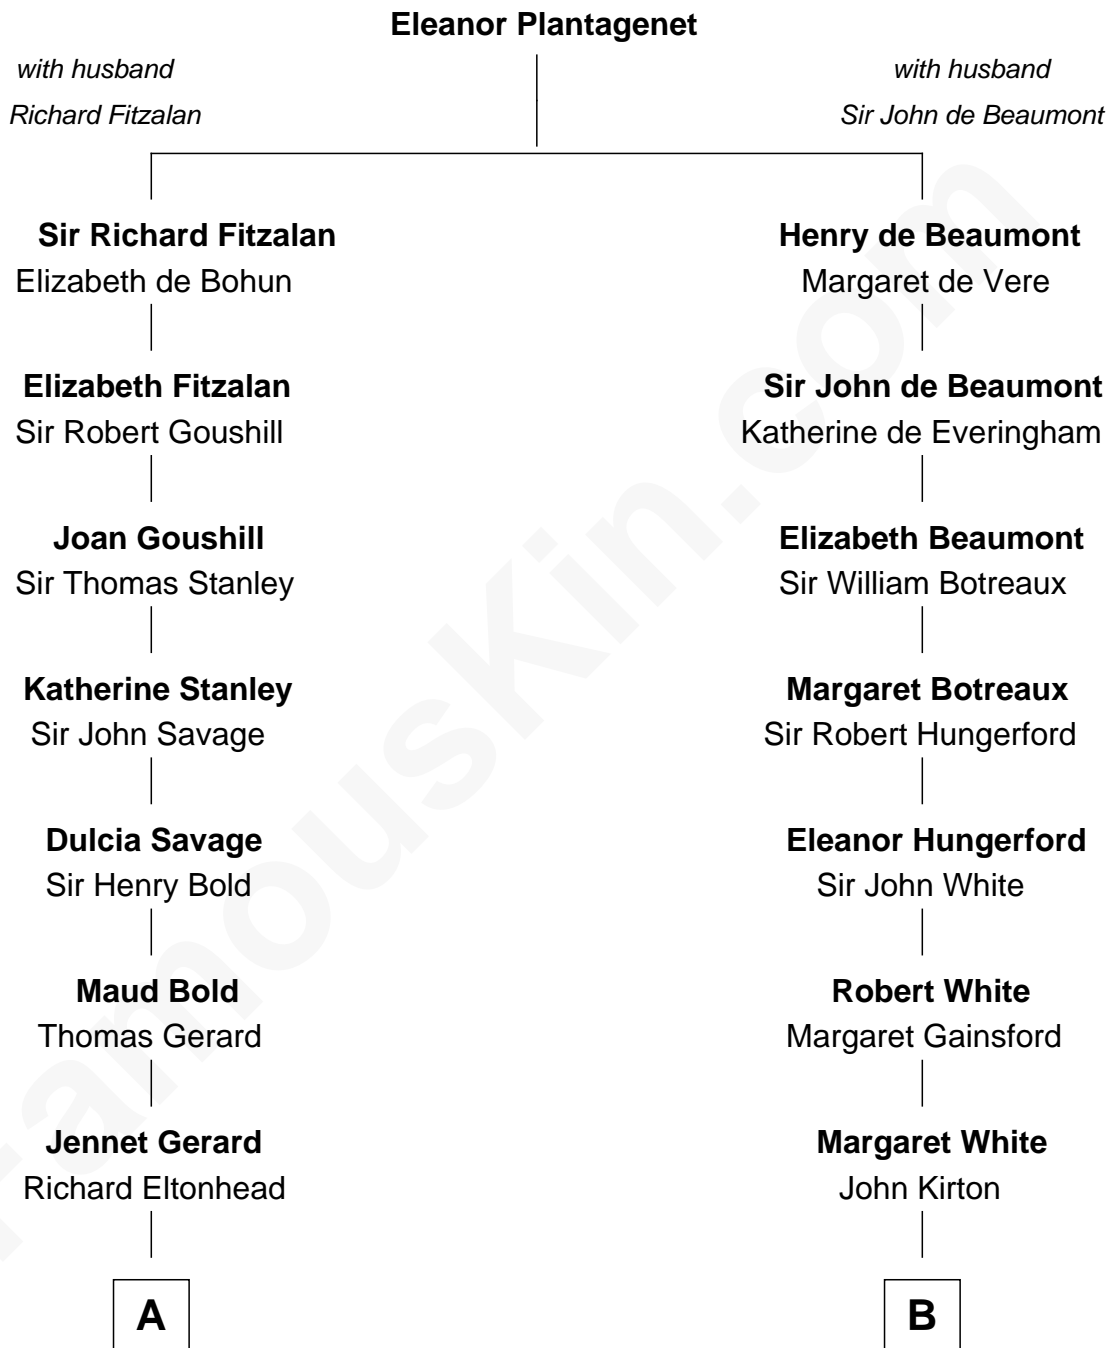 Eleanor Plantagenet
with husband
Richard Fitzalan
with husband
Sir John de Beaumont
Sir Richard Fitzalan
Elizabeth de Bohun
Elizabeth Fitzalan
Sir Robert Goushill
Joan Goushill
Sir Thomas Stanley
Katherine Stanley
Sir John Savage
Dulcia Savage
Sir Henry Bold
Maud Bold
Thomas Gerard
Jennet Gerard
Richard Eltonhead
A
Henry de Beaumont
Margaret de Vere
Sir John de Beaumont
Katherine de Everingham
Elizabeth Beaumont
Sir William Botreaux
Margaret Botreaux
Sir Robert Hungerford
Eleanor Hungerford
Sir John White
Robert White
Margaret Gainsford
Margaret White
John Kirton
B
FamousKin.com